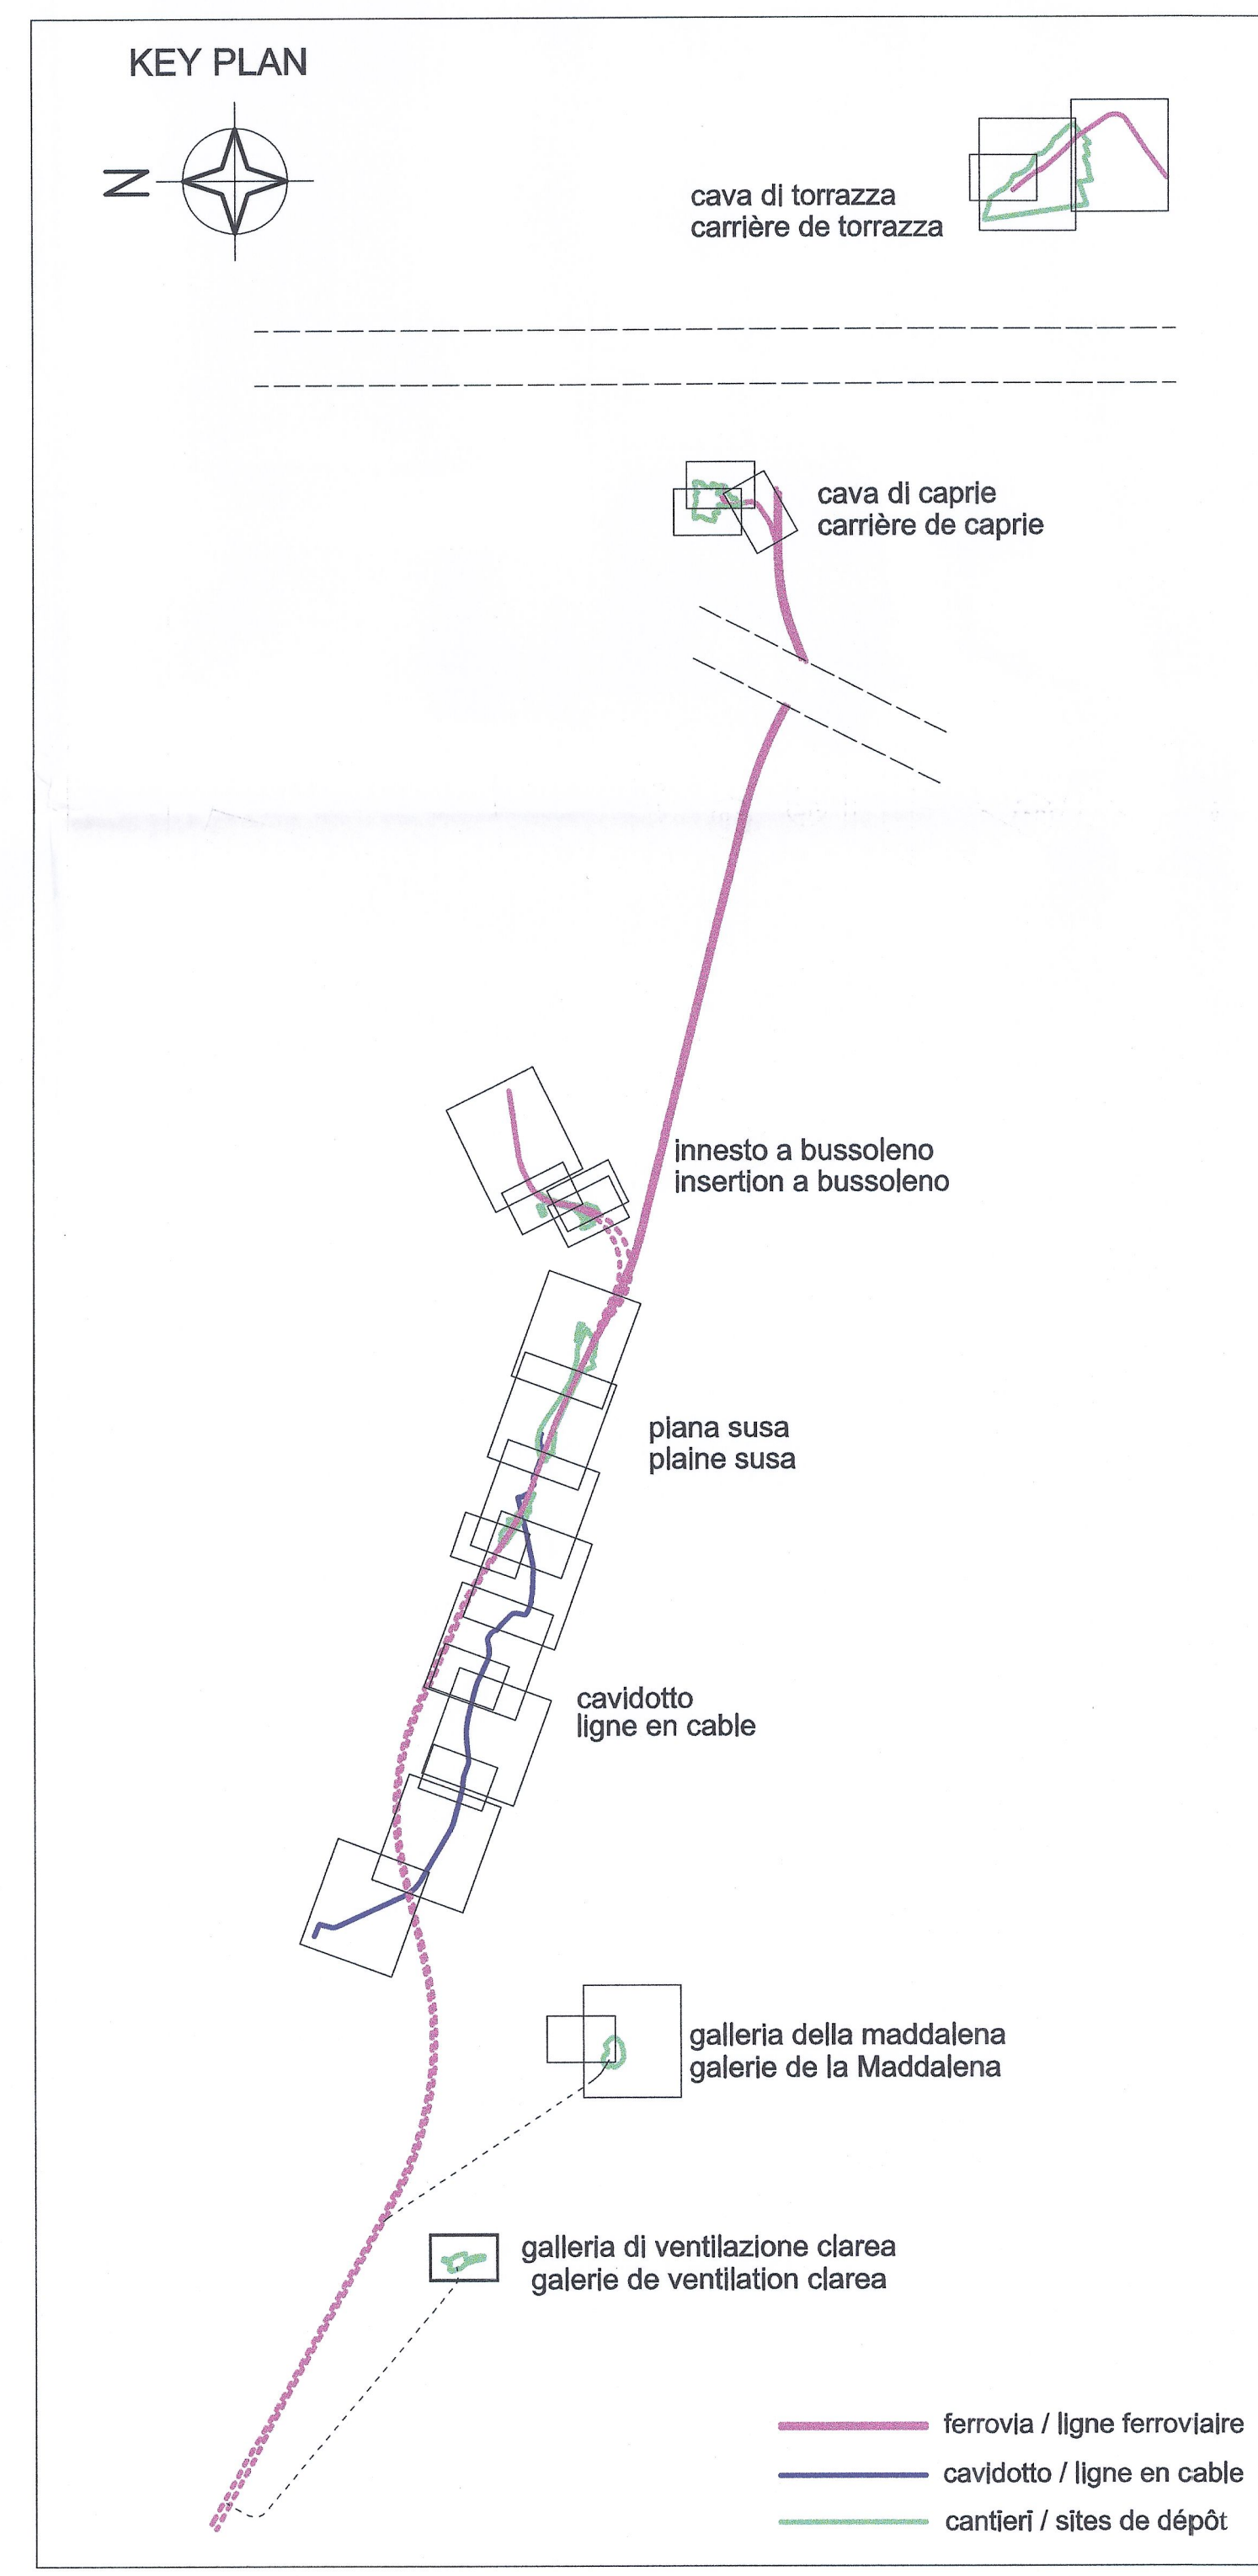 KEY PLAN
N
cava di torrazza
carrière de torrazza
cava di caprie
carrière de caprie
innesto a bussoleno
insertion a bussoleno
piana susa
plaine susa
cavidotto
ligne en cable
galleria della maddalena
galerie de la Maddalena
galleria di ventilazione clarea
galerie de ventilation clarea
ferrovia / ligne ferroviaire
cavidotto / ligne en cable
cantieri / sites de dépôt